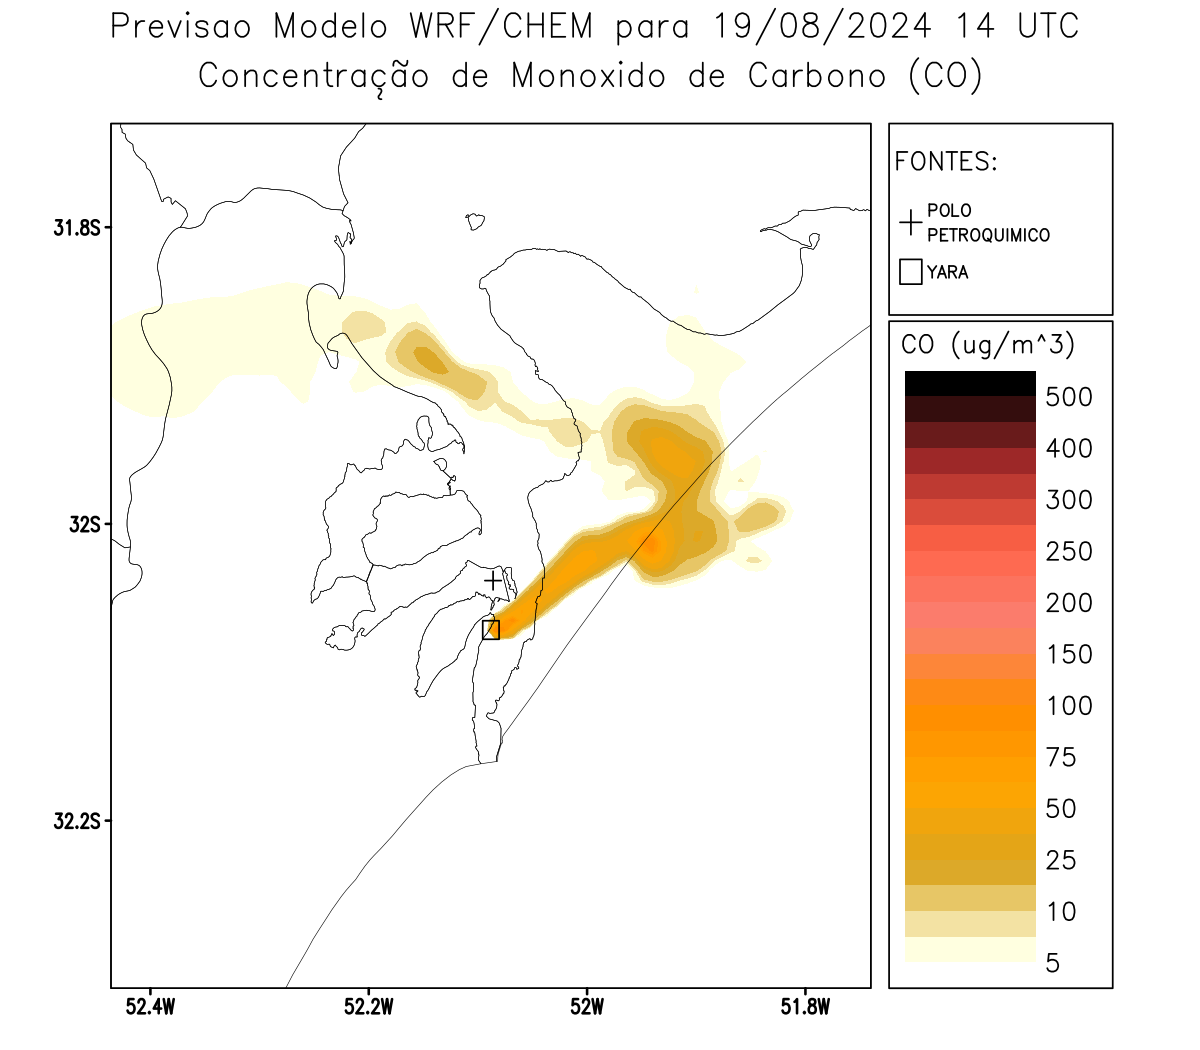 Previsao Modelo WRF/CHEM para 19/08/2024 14 UTC
Concentração de Monoxido de Carbono (CO)
FONTES:
POLO
PETROQUIMICO
YARA
CO (ug/m^3)
500
400
300
250
200
150
100
75
50
25
10
5
31.8S
32S
32.2S
52.4W
52.2W
52W
51.8W